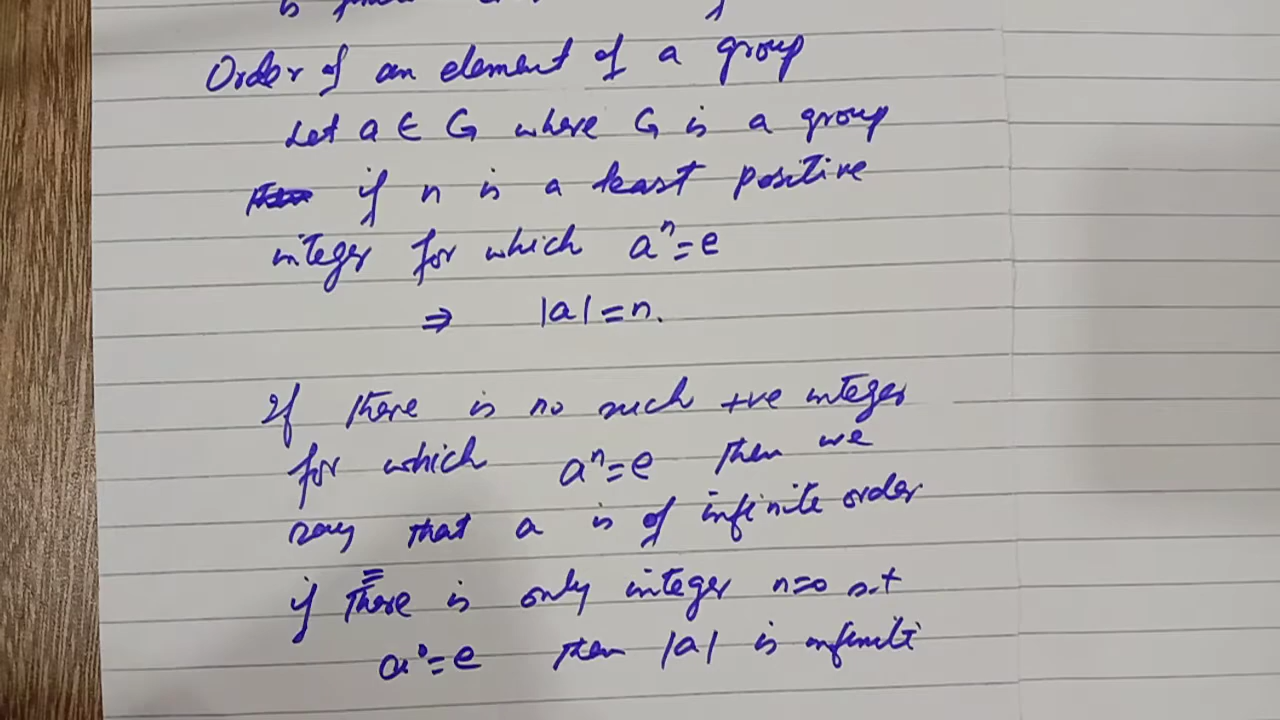 is
Order of an element of a group
Let a ∈ G where G is a group
if n is a least positive
integer for which aⁿ=e
⇒ |a|=n.
If there is no such +ve integer
for which aⁿ=e then we
say that a is of infinite order
if there is only integer n=0 s.t
a⁰=e then |a| is infiniti